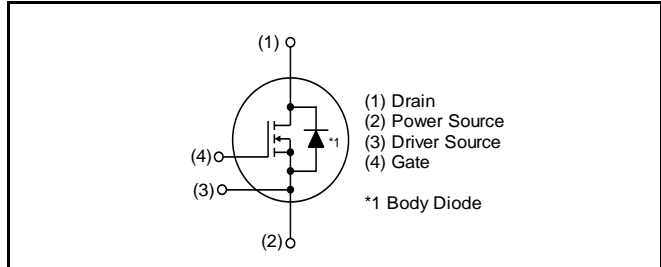 (1)
(1) Drain
(2) Power Source
(3) Driver Source
(4) Gate
*1
(4)
(3)
*1 Body Diode
(2)